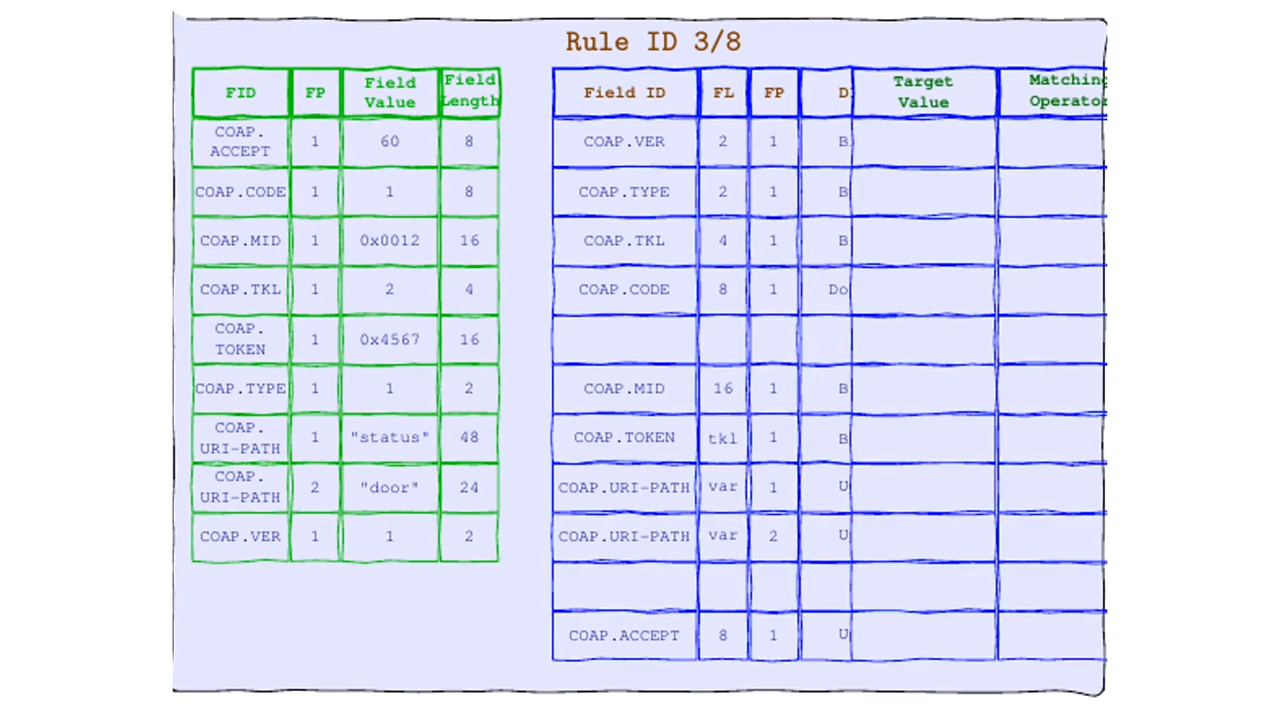 Rule ID 3/8
FID FP Field Value Field Length
COAP. ACCEPT 1 60 8
COAP.CODE 1 1 8
COAP.MID 1 0x0012 16
COAP.TKL 1 2 4
COAP. TOKEN 1 0x4567 16
COAP.TYPE 1 1 2
COAP. URI-PATH 1 "status" 48
COAP. URI-PATH 2 "door" 24
COAP.VER 1 1 2
Field ID FL FP D Target Value Matching Operator
COAP.VER 2 1 B
COAP.TYPE 2 1 B
COAP.TKL 4 1 B
COAP.CODE 8 1 Do
COAP.MID 16 1 B
COAP.TOKEN tkl 1 B
COAP.URI-PATH var 1 U
COAP.URI-PATH var 2 U
COAP.ACCEPT 8 1 U